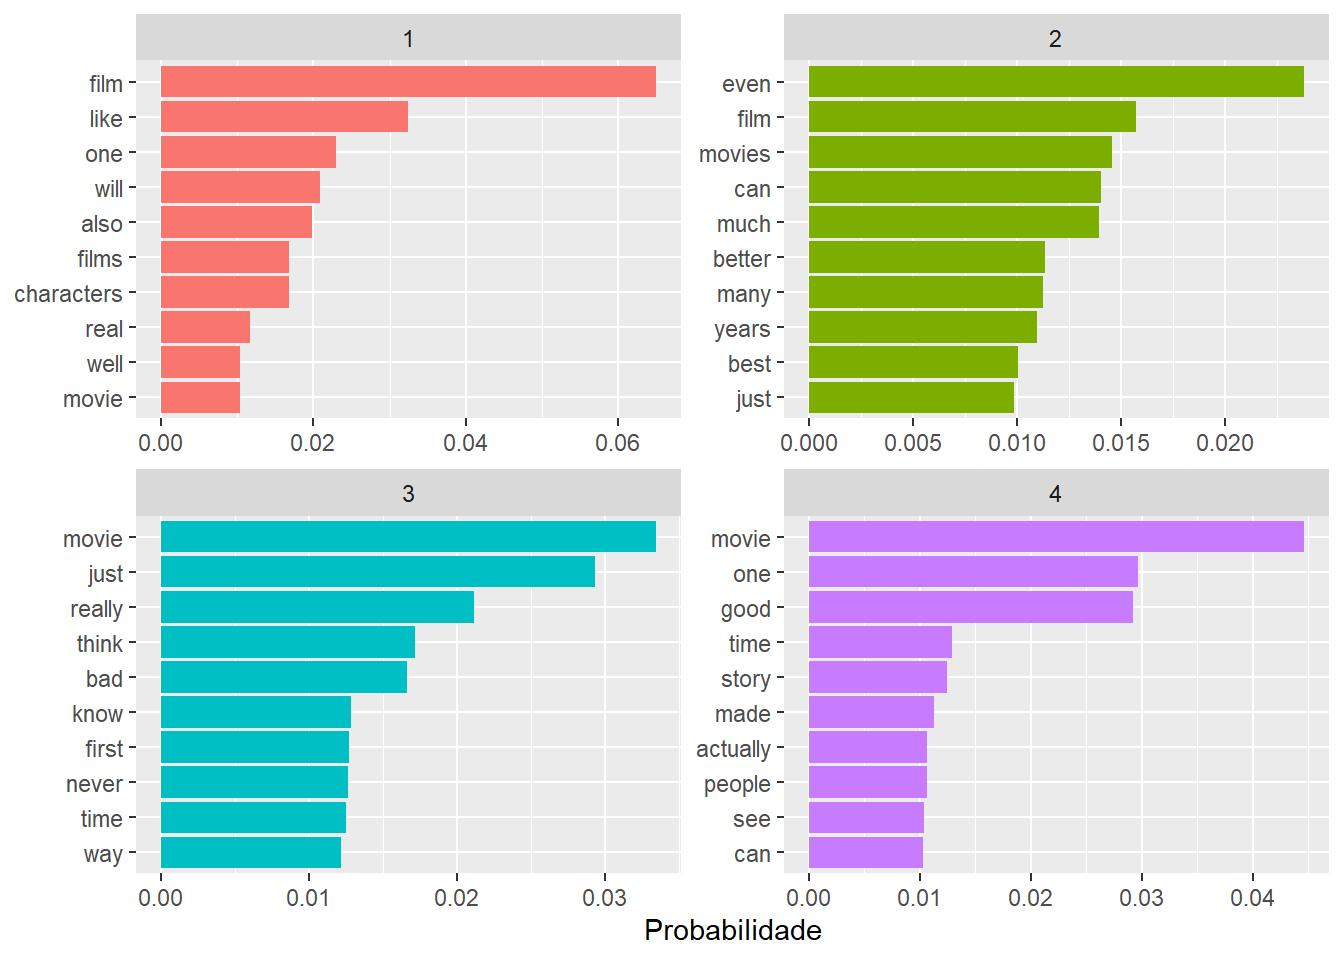 1
film
like
one
will
also
films
characters
real
well
movie
0.00 0.02 0.04 0.06
2
even
film
movies
can
much
better
many
years
best
just
0.000 0.005 0.010 0.015 0.020
3
movie
just
really
think
bad
know
first
never
time
way
0.00 0.01 0.02 0.03
4
movie
one
good
time
story
made
actually
people
see
can
0.00 0.01 0.02 0.03 0.04
Probabilidade